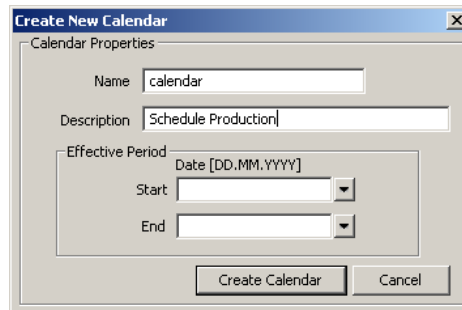 Create New Calendar
Calendar Properties
Name calendar
Description Schedule Production
Effective Period
Date [DD.MM.YYYY]
Start
End
Create Calendar Cancel